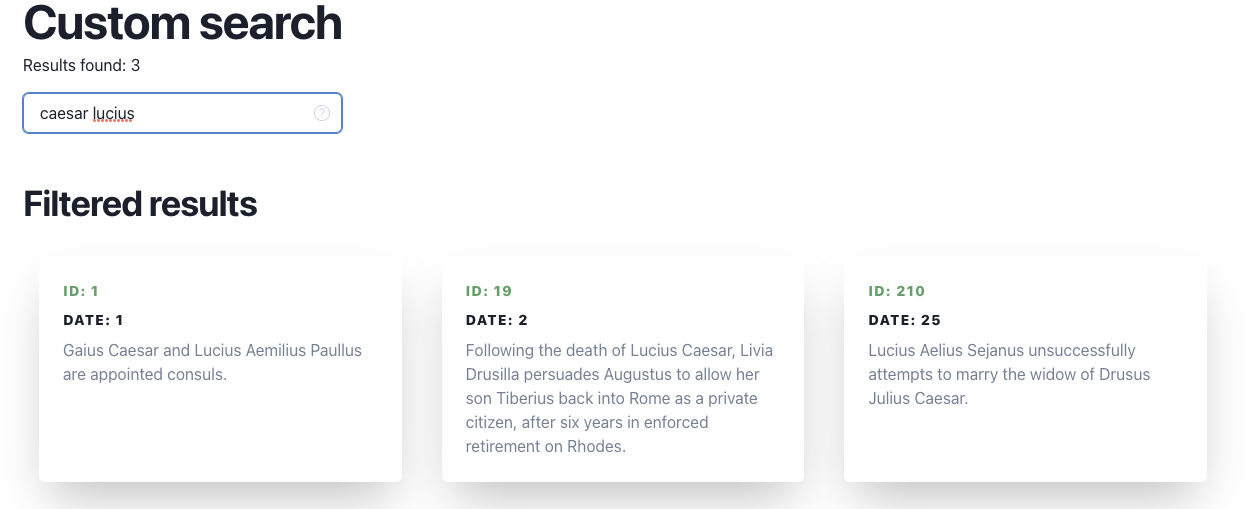 Custom search
Results found: 3
caesar lucius
?
Filtered results
ID: 1
DATE: 1
Gaius Caesar and Lucius Aemilius Paullus
are appointed consuls.
ID: 19
DATE: 2
Following the death of Lucius Caesar, Livia
Drusilla persuades Augustus to allow her
son Tiberius back into Rome as a private
citizen, after six years in enforced
retirement on Rhodes.
ID: 210
DATE: 25
Lucius Aelius Sejanus unsuccessfully
attempts to marry the widow of Drusus
Julius Caesar.